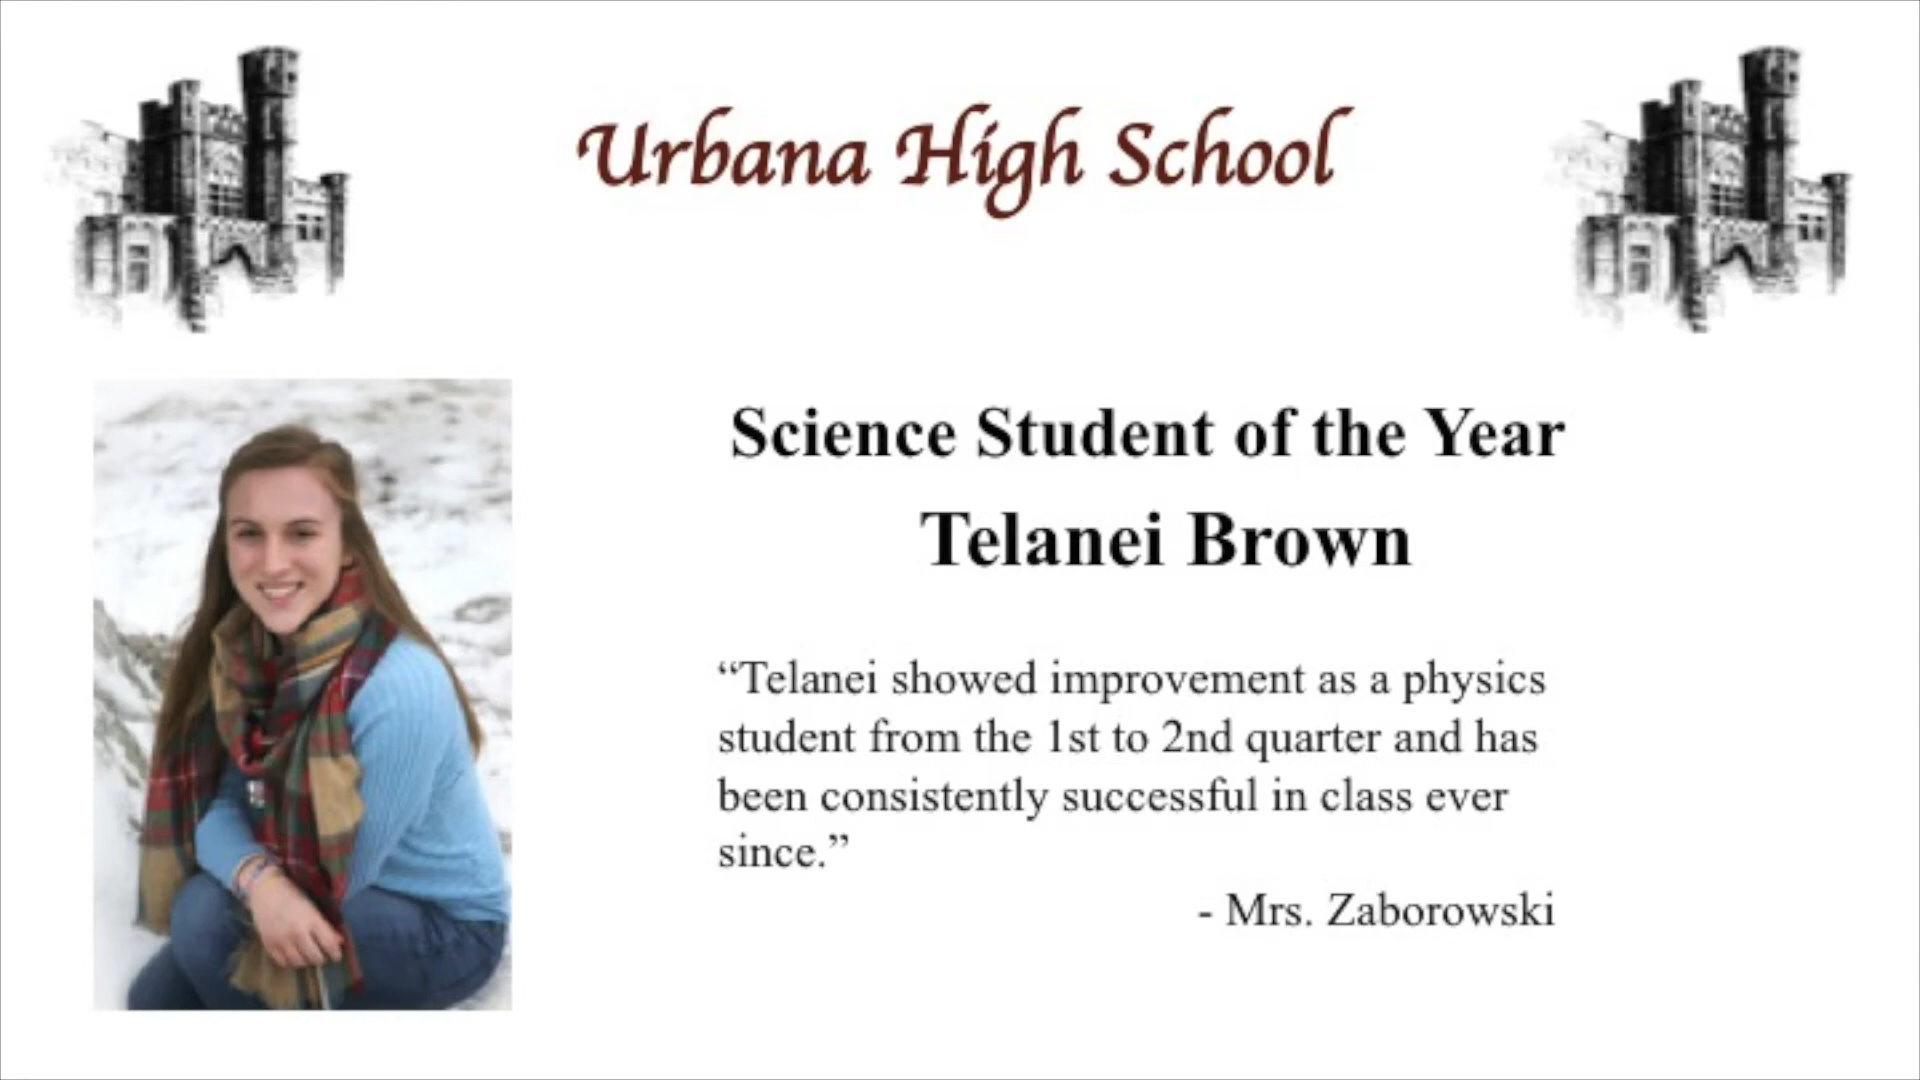 Urbana High School
Science Student of the Year
Telanei Brown
“Telanei showed improvement as a physics
student from the 1st to 2nd quarter and has
been consistently successful in class ever
since.”
- Mrs. Zaborowski